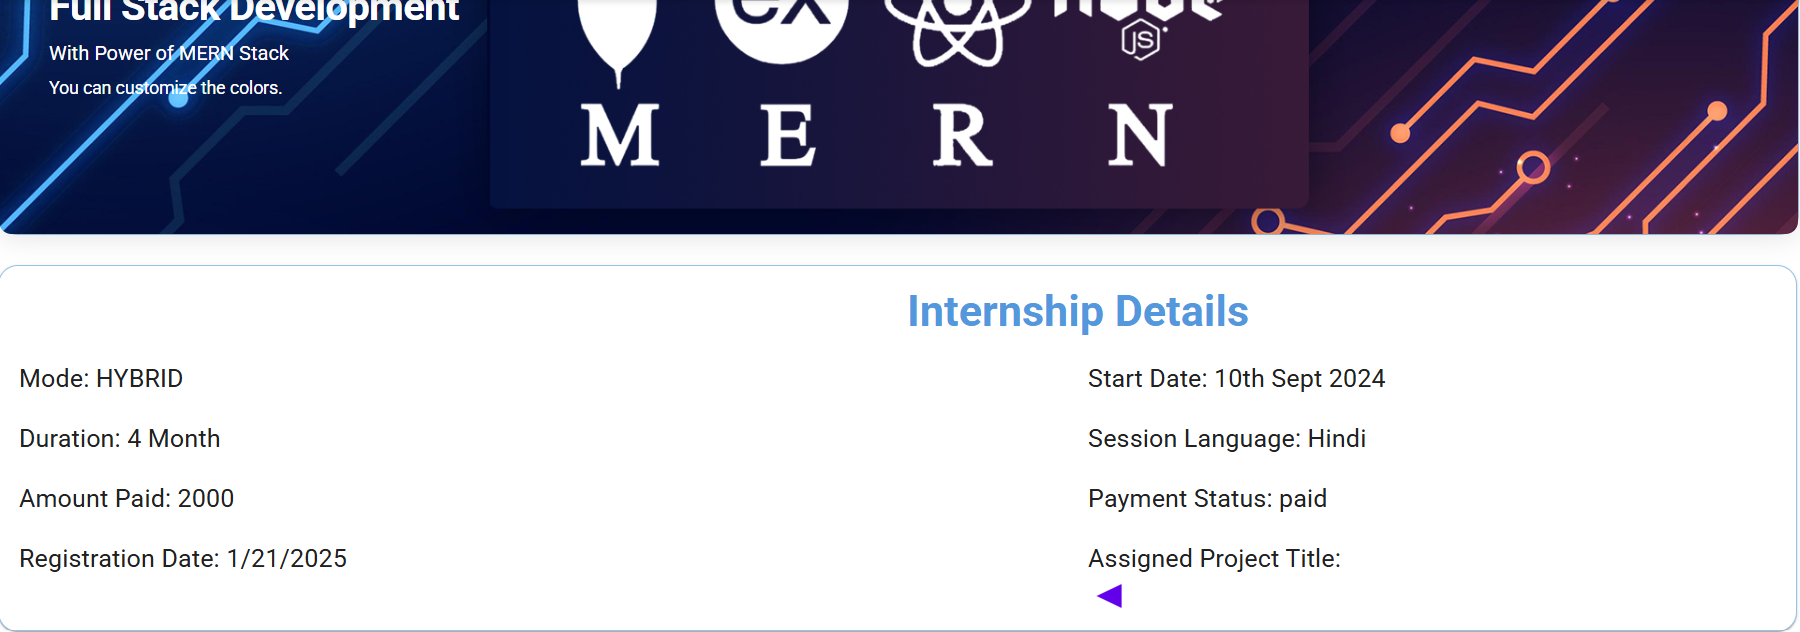 Full Stack Development
With Power of MERN Stack
You can customize the colors.
ex
node
JS
M E R N
Internship Details
Mode: HYBRID
Start Date: 10th Sept 2024
Duration: 4 Month
Session Language: Hindi
Amount Paid: 2000
Payment Status: paid
Registration Date: 1/21/2025
Assigned Project Title: